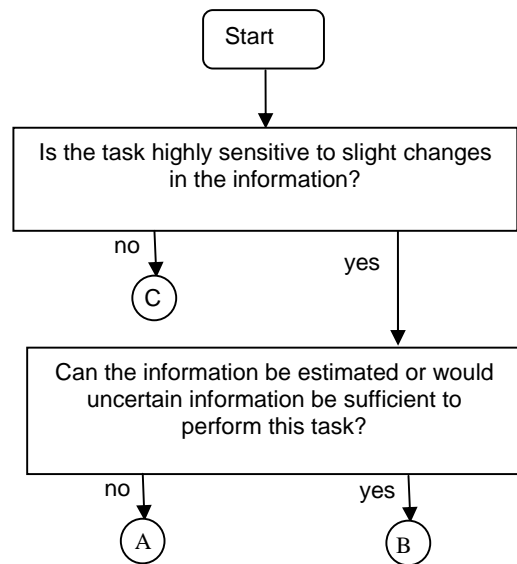 Start
Is the task highly sensitive to slight changes
in the information?
no
yes
C
Can the information be estimated or would
uncertain information be sufficient to
perform this task?
no
yes
A
B